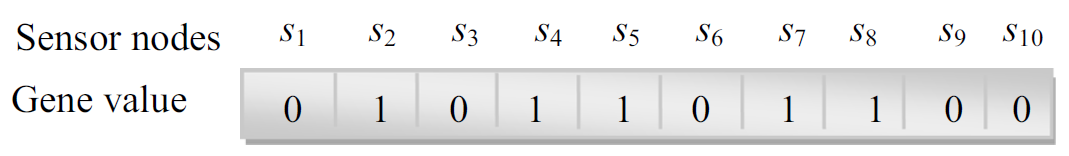 Sensor nodes s1 s2 s3 s4 s5 s6 s7 s8 s9 s10
Gene value 0 1 0 1 1 0 1 1 0 0